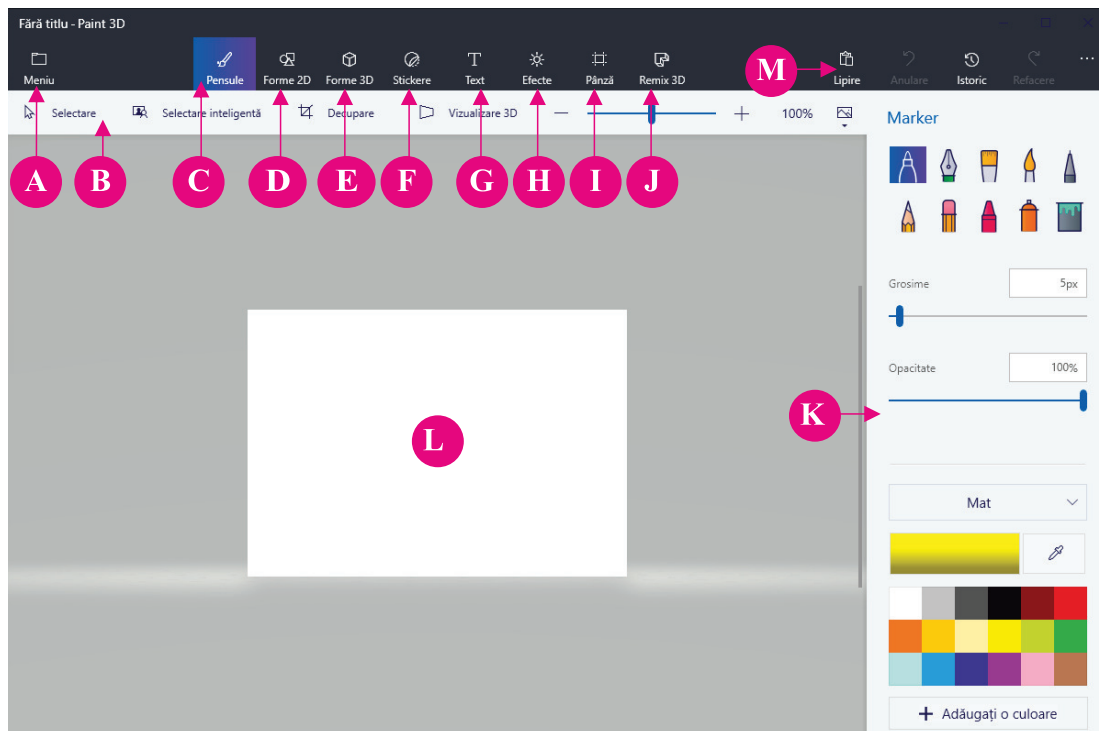 Fără titlu - Paint 3D
Meniu Pensule Forme 2D Forme 3D Stickere Text Efecte Pânză Remix 3D M Lipire Anulare Istoric Refacere
Selectare Selectare inteligentă Decupare Vizualizare 3D 100% Marker
A B C D E F G H I J
Grosime 5px
Opacitate 100%
K
L
Mat
Adăugați o culoare